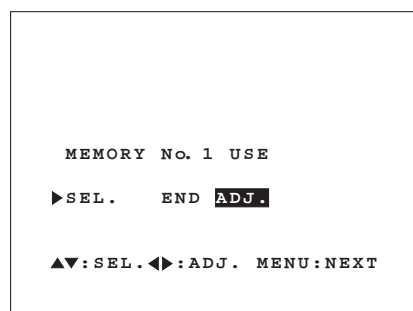 MEMORY No. 1 USE
▶SEL. END ADJ.
▲▼:SEL.◀▶:ADJ. MENU:NEXT